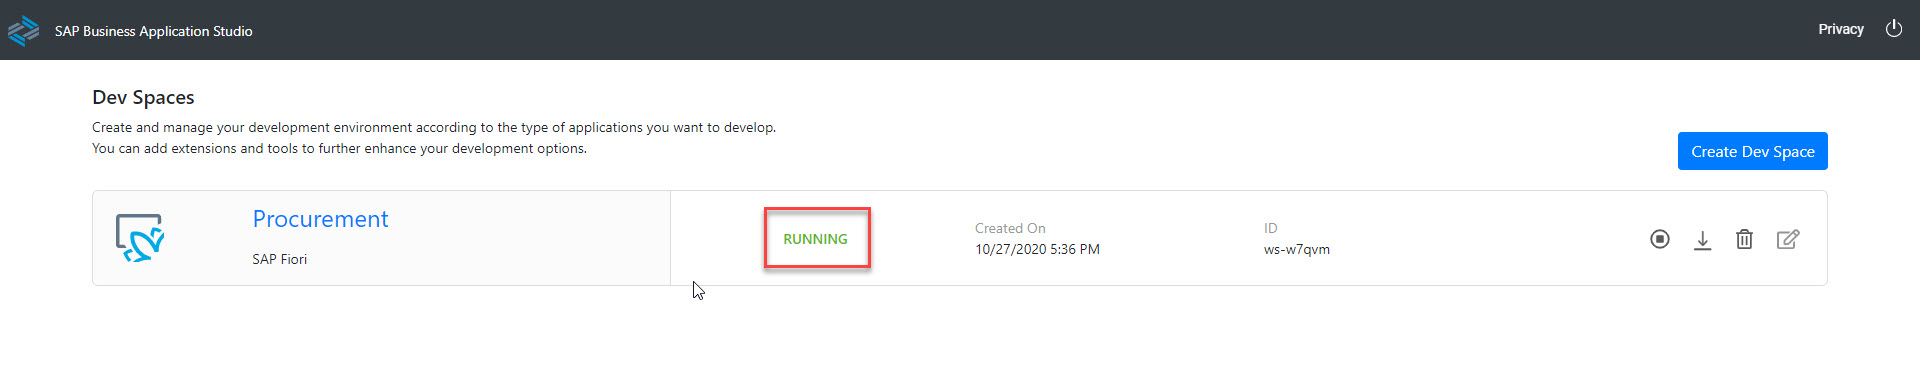 SAP Business Application Studio
Privacy
Dev Spaces
Create and manage your development environment according to the type of applications you want to develop.
You can add extensions and tools to further enhance your development options.
Create Dev Space
Procurement
SAP Fiori
RUNNING
Created On
10/27/2020 5:36 PM
ID
ws-w7qvm